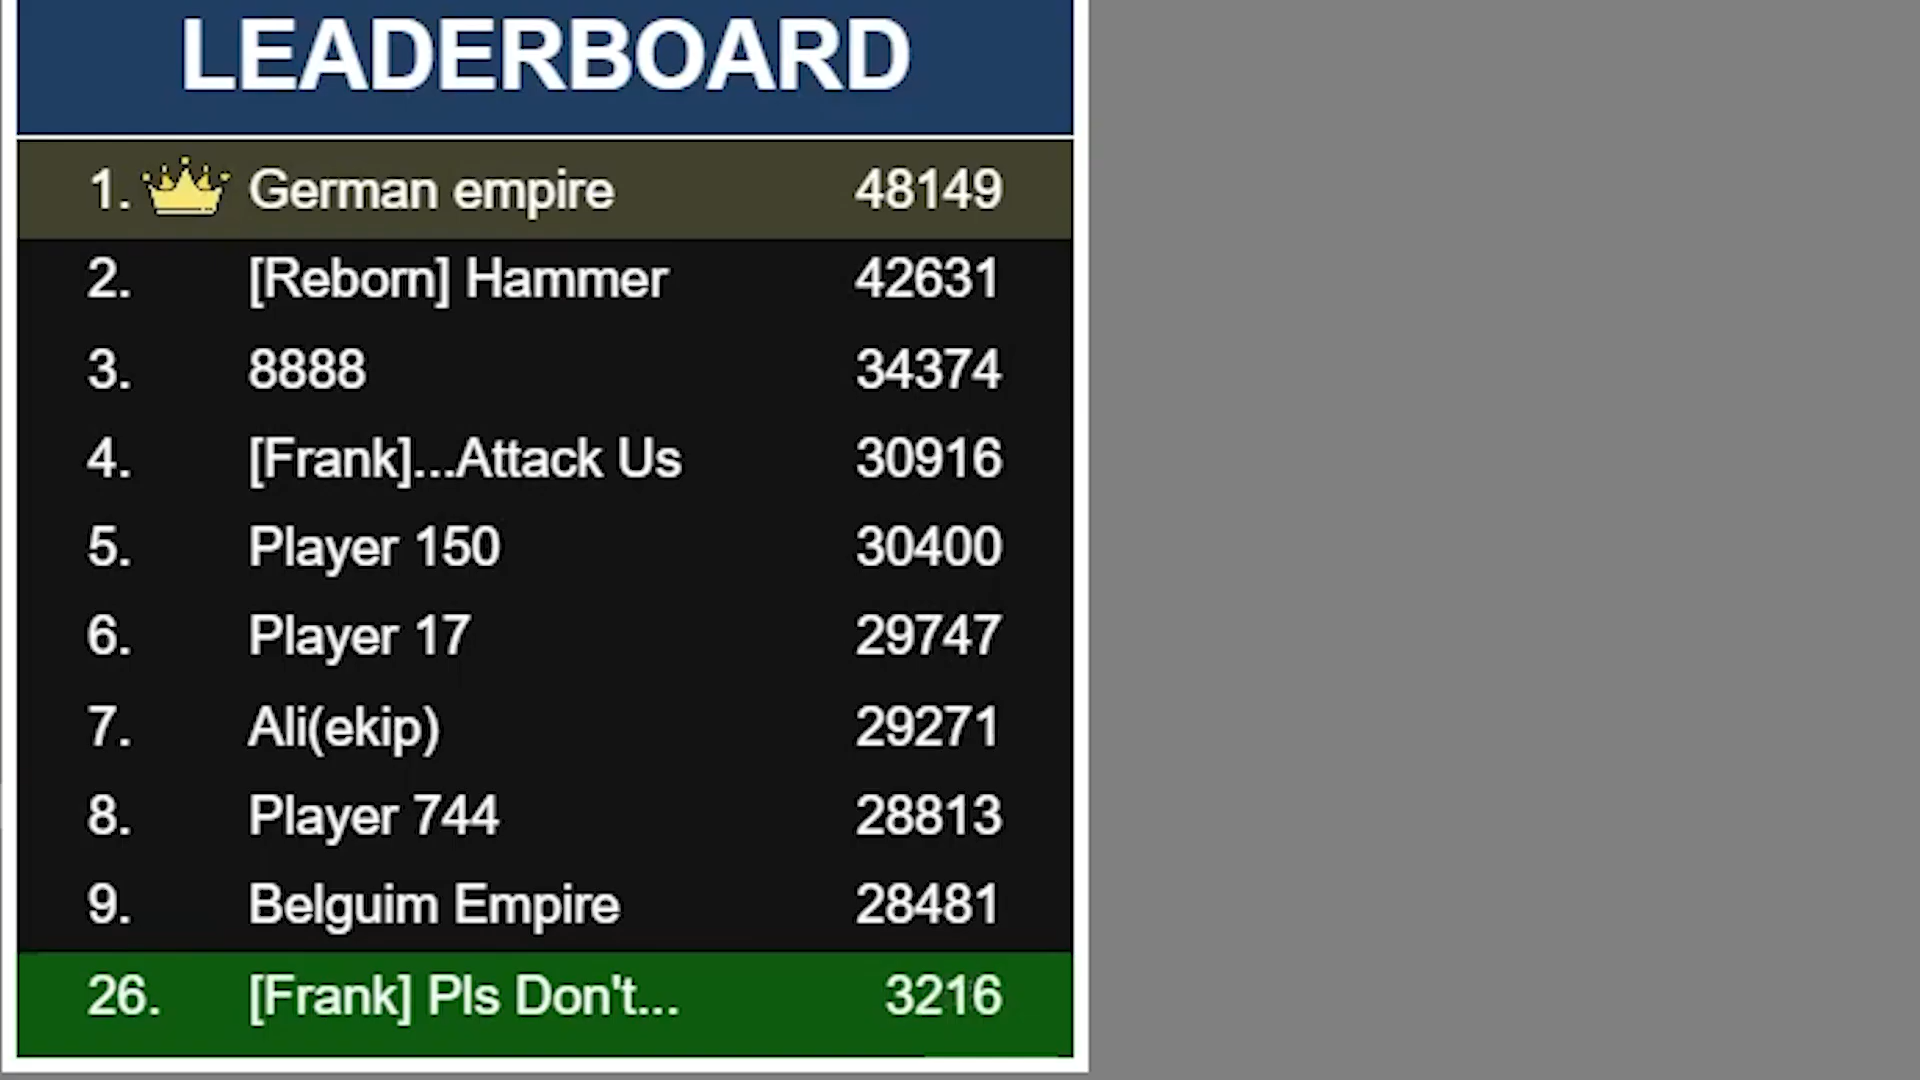 LEADERBOARD
1. German empire 48149
2. [Reborn] Hammer 42631
3. 8888 34374
4. [Frank]...Attack Us 30916
5. Player 150 30400
6. Player 17 29747
7. Ali(ekip) 29271
8. Player 744 28813
9. Belguim Empire 28481
26. [Frank] Pls Don't... 3216